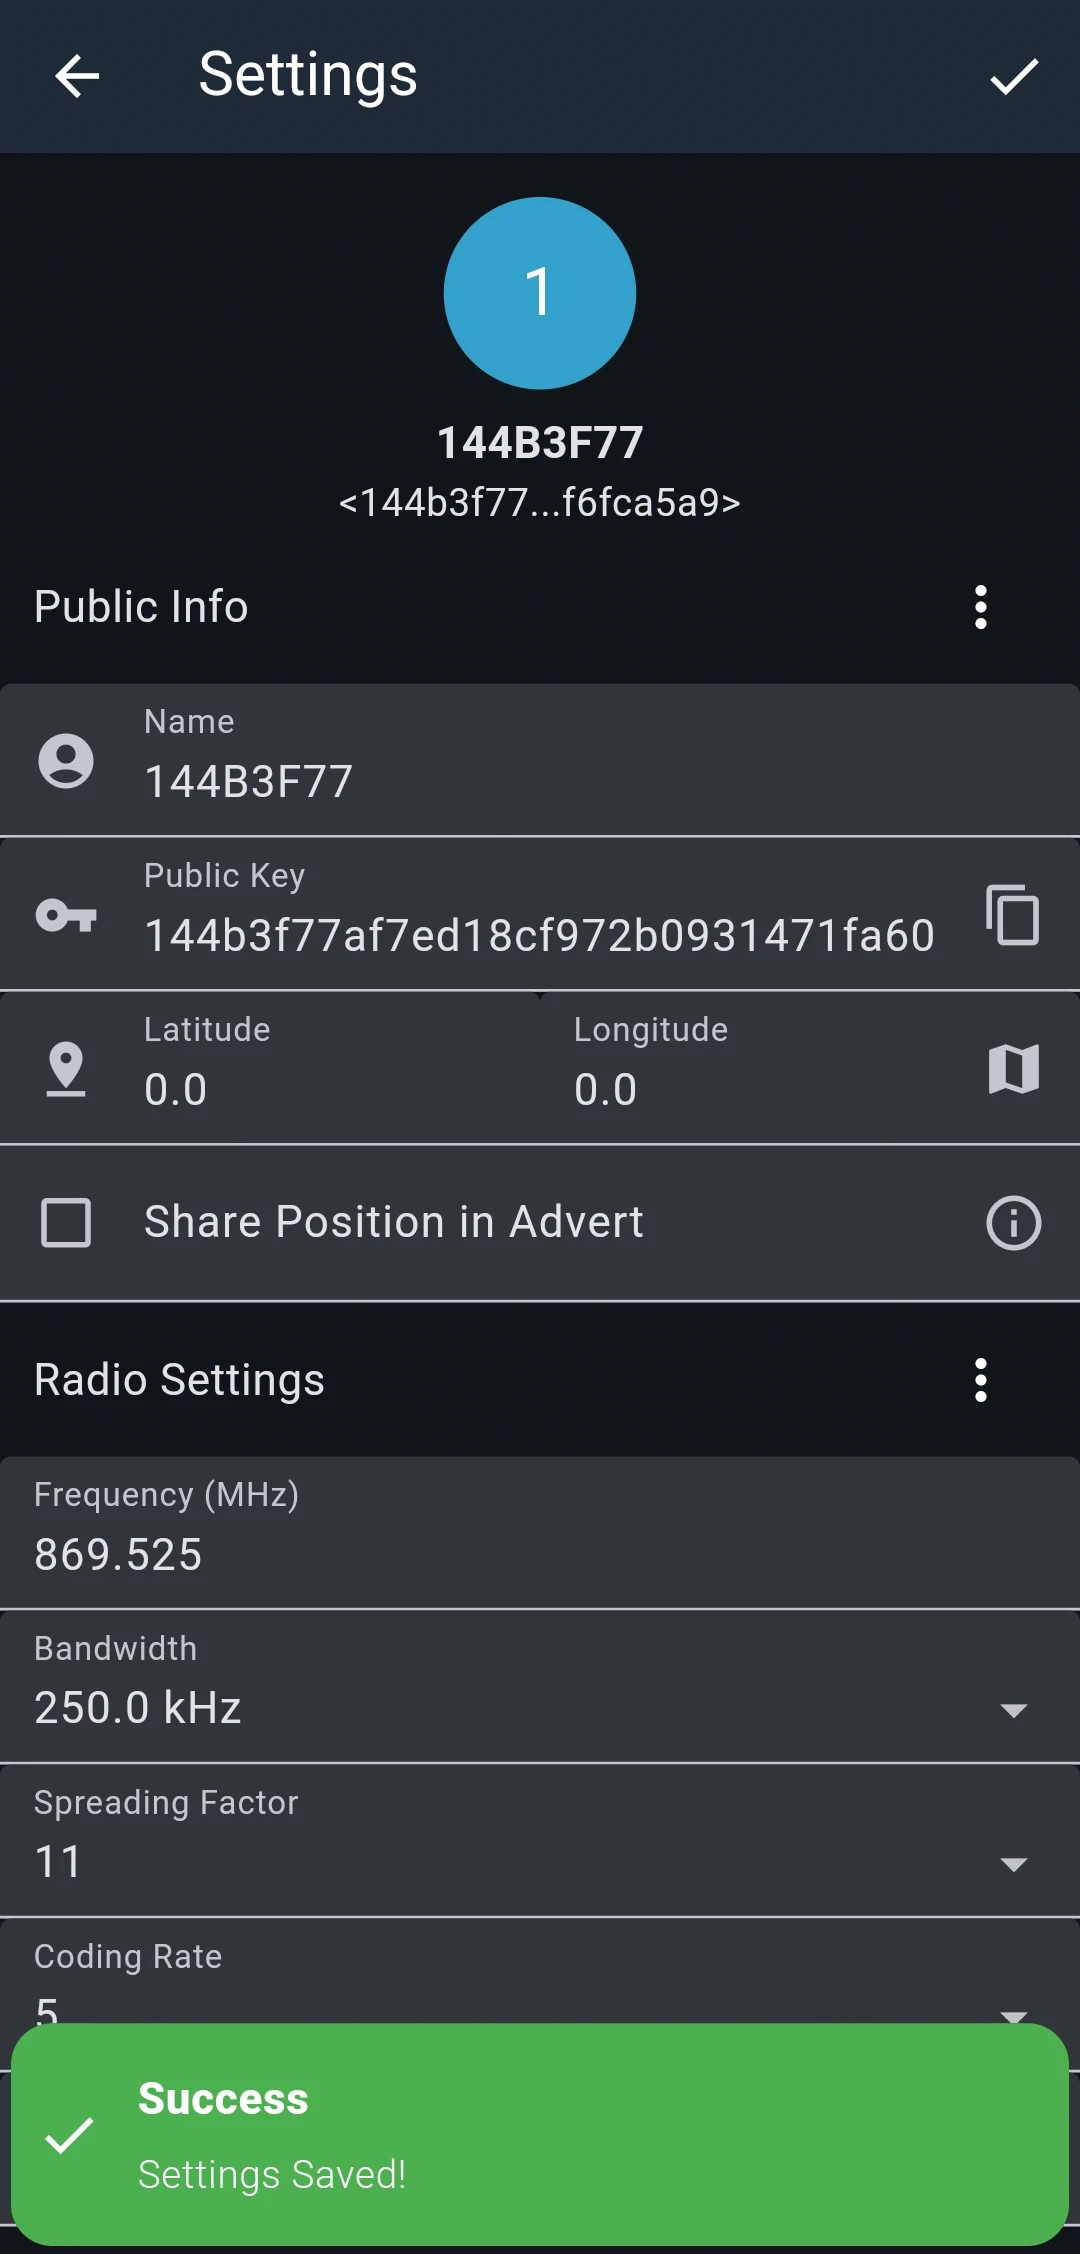 Settings
1
144B3F77
<144b3f77...f6fca5a9>
Public Info
Name
144B3F77
Public Key
144b3f77af7ed18cf972b0931471fa60
Latitude
0.0
Longitude
0.0
Share Position in Advert
Radio Settings
Frequency (MHz)
869.525
Bandwidth
250.0 kHz
Spreading Factor
11
Coding Rate
5
Success
Settings Saved!